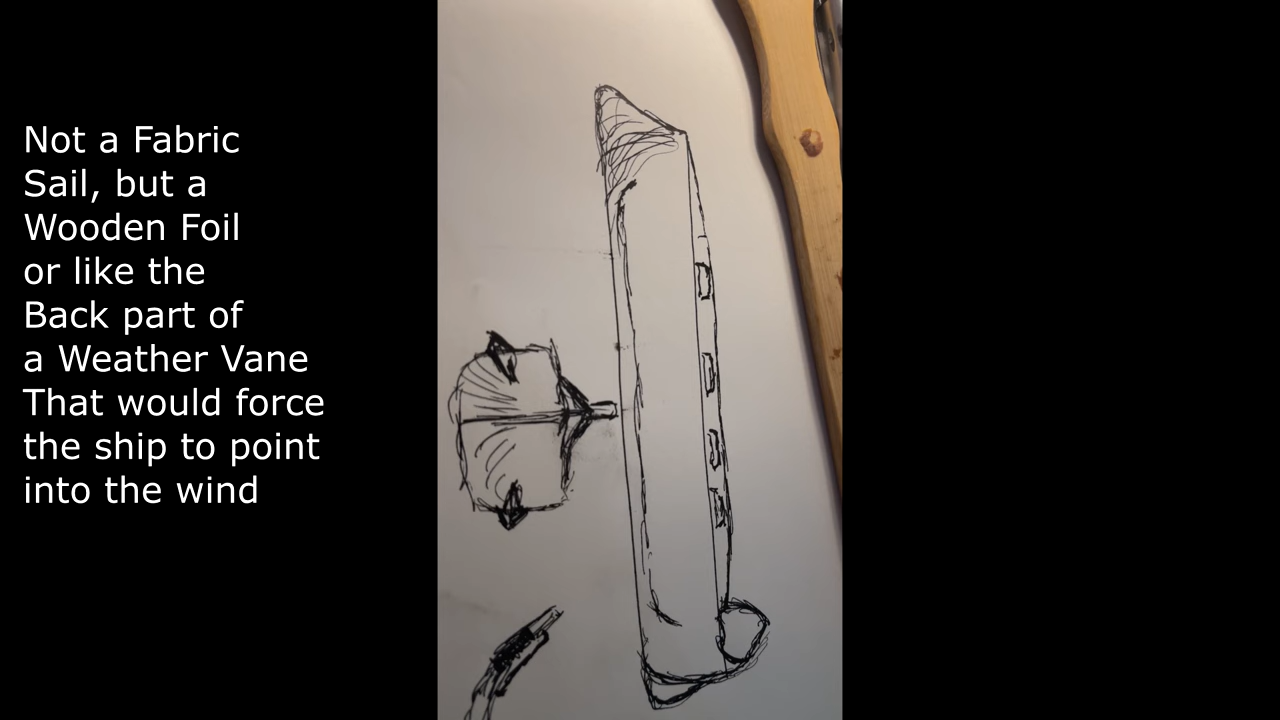 Not a Fabric
Sail, but a
Wooden Foil
or like the
Back part of
a Weather Vane
That would force
the ship to point
into the wind